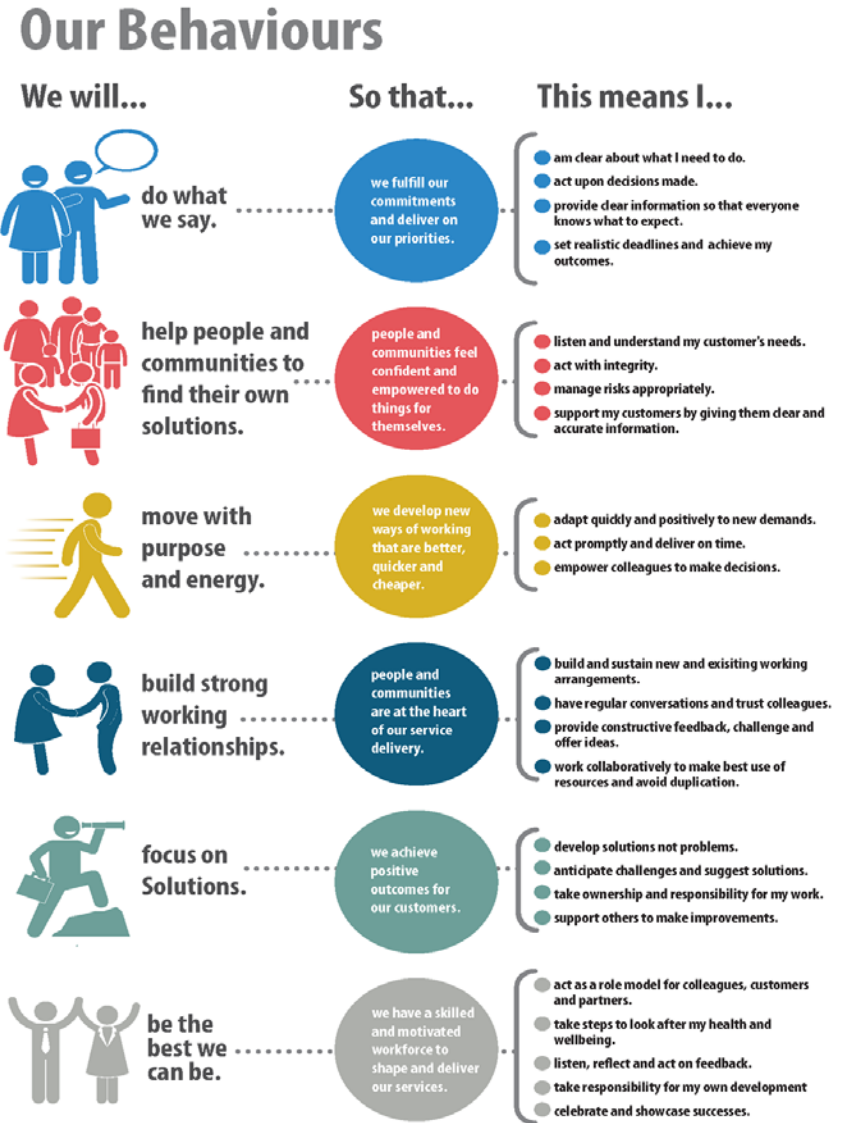 Our Behaviours
We will...
So that...
This means I...
do what
we say.
we fulfill our
commitments
and deliver on
our priorities.
am clear about what I need to do.
act upon decisions made.
provide clear information so that everyone
knows what to expect.
set realistic deadlines and achieve my
outcomes.
help people and
communities to
find their own
solutions.
people and
communities feel
confident and
empowered to do
things for
themselves.
listen and understand my customer's needs.
act with integrity.
manage risks appropriately.
support my customers by giving them clear and
accurate information.
move with
purpose
and energy.
we develop new
ways of working
that are better,
quicker and
cheaper.
adapt quickly and positively to new demands.
act promptly and deliver on time.
empower colleagues to make decisions.
build strong
working
relationships.
people and
communities
are at the heart
of our service
delivery.
build and sustain new and exisiting working
arrangements.
have regular conversations and trust colleagues.
provide constructive feedback, challenge and
offer ideas.
work collaboratively to make best use of
resources and avoid duplication.
focus on
Solutions.
we achieve
positive
outcomes for
our customers.
develop solutions not problems.
anticipate challenges and suggest solutions.
take ownership and responsibility for my work.
support others to make improvements.
be the
best we
can be.
we have a skilled
and motivated
workforce to
shape and deliver
our services.
act as a role model for colleagues, customers
and partners.
take steps to look after my health and
wellbeing.
listen, reflect and act on feedback.
take responsibility for my own development
celebrate and showcase successes.